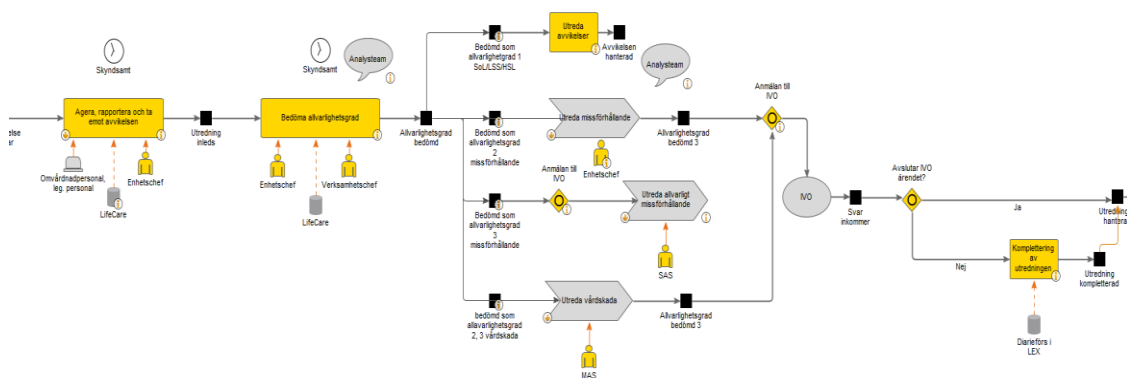 Skyndsamt
Agera, rapportera och ta
emot avvikelsen
Omvårdnadpersonal,
leg. personal
LifeCare
Enhetschef
Utredning
inleds
Skyndsamt
Analysteam
Bedöma allvarlighetsgrad
Enhetschef
LifeCare
Verksamhetschef
Allvarlighetsgrad
bedömd
Bedömd som
allvarlighetgrad 1
SoL/LSS/HSL
Utreda
avvikelser
Avvikelsen
hanterad
Analysteam
Bedömd som
allvarlighetsgrad
2
missförhållande
Utreda missförhållande
Enhetschef
Allvarlighetsgrad
bedömd 3
Bedömd som
allvarlighetsgrad
3
missförhållande
Anmälan till
IVO
Utreda allvarligt
missförhållande
SAS
bedömd som
allavarlighetsgrad
2, 3 vårdskada
Utreda vårdskada
MAS
Allvarlighetsgrad
bedömd 3
Anmälan till
IVO
IVO
Svar
inkommer
Avslutar IVO
ärendet?
Ja
Nej
Komplettering
av
utredningen
Diarieförs i
LEX
Utredning
kompletterad
Utredning